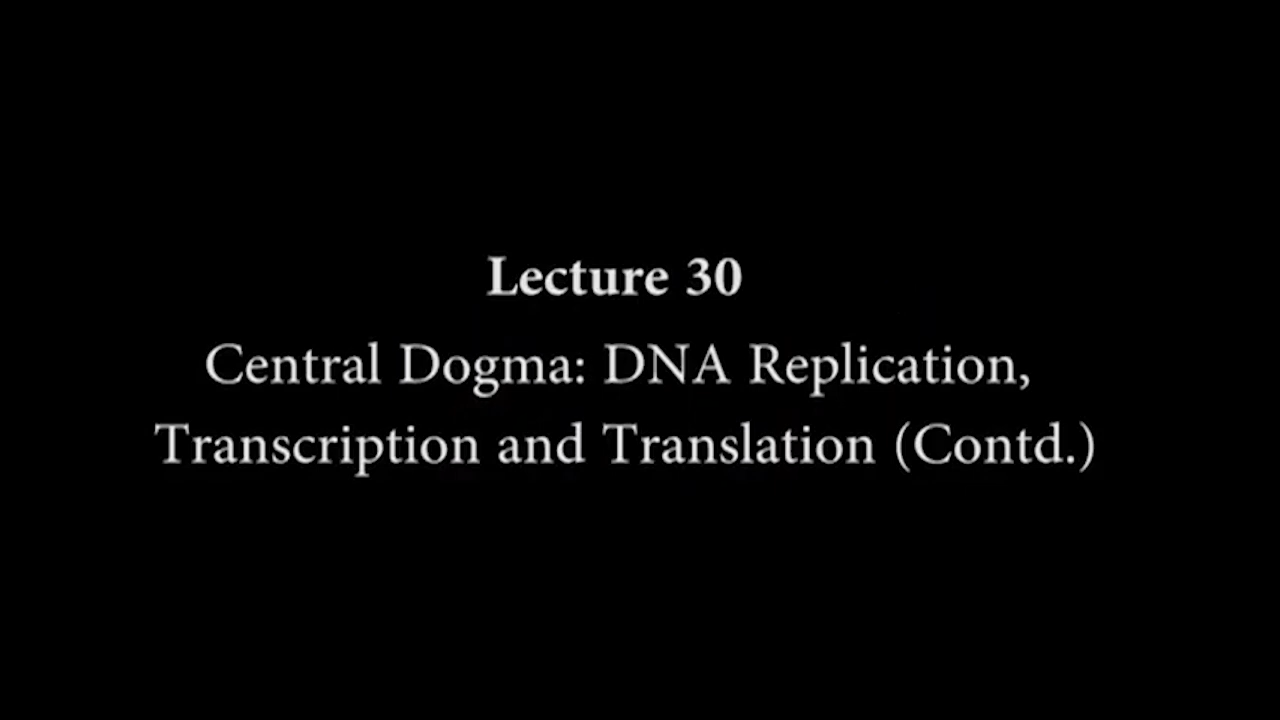 Lecture 30
Central Dogma: DNA Replication,
Transcription and Translation (Contd.)